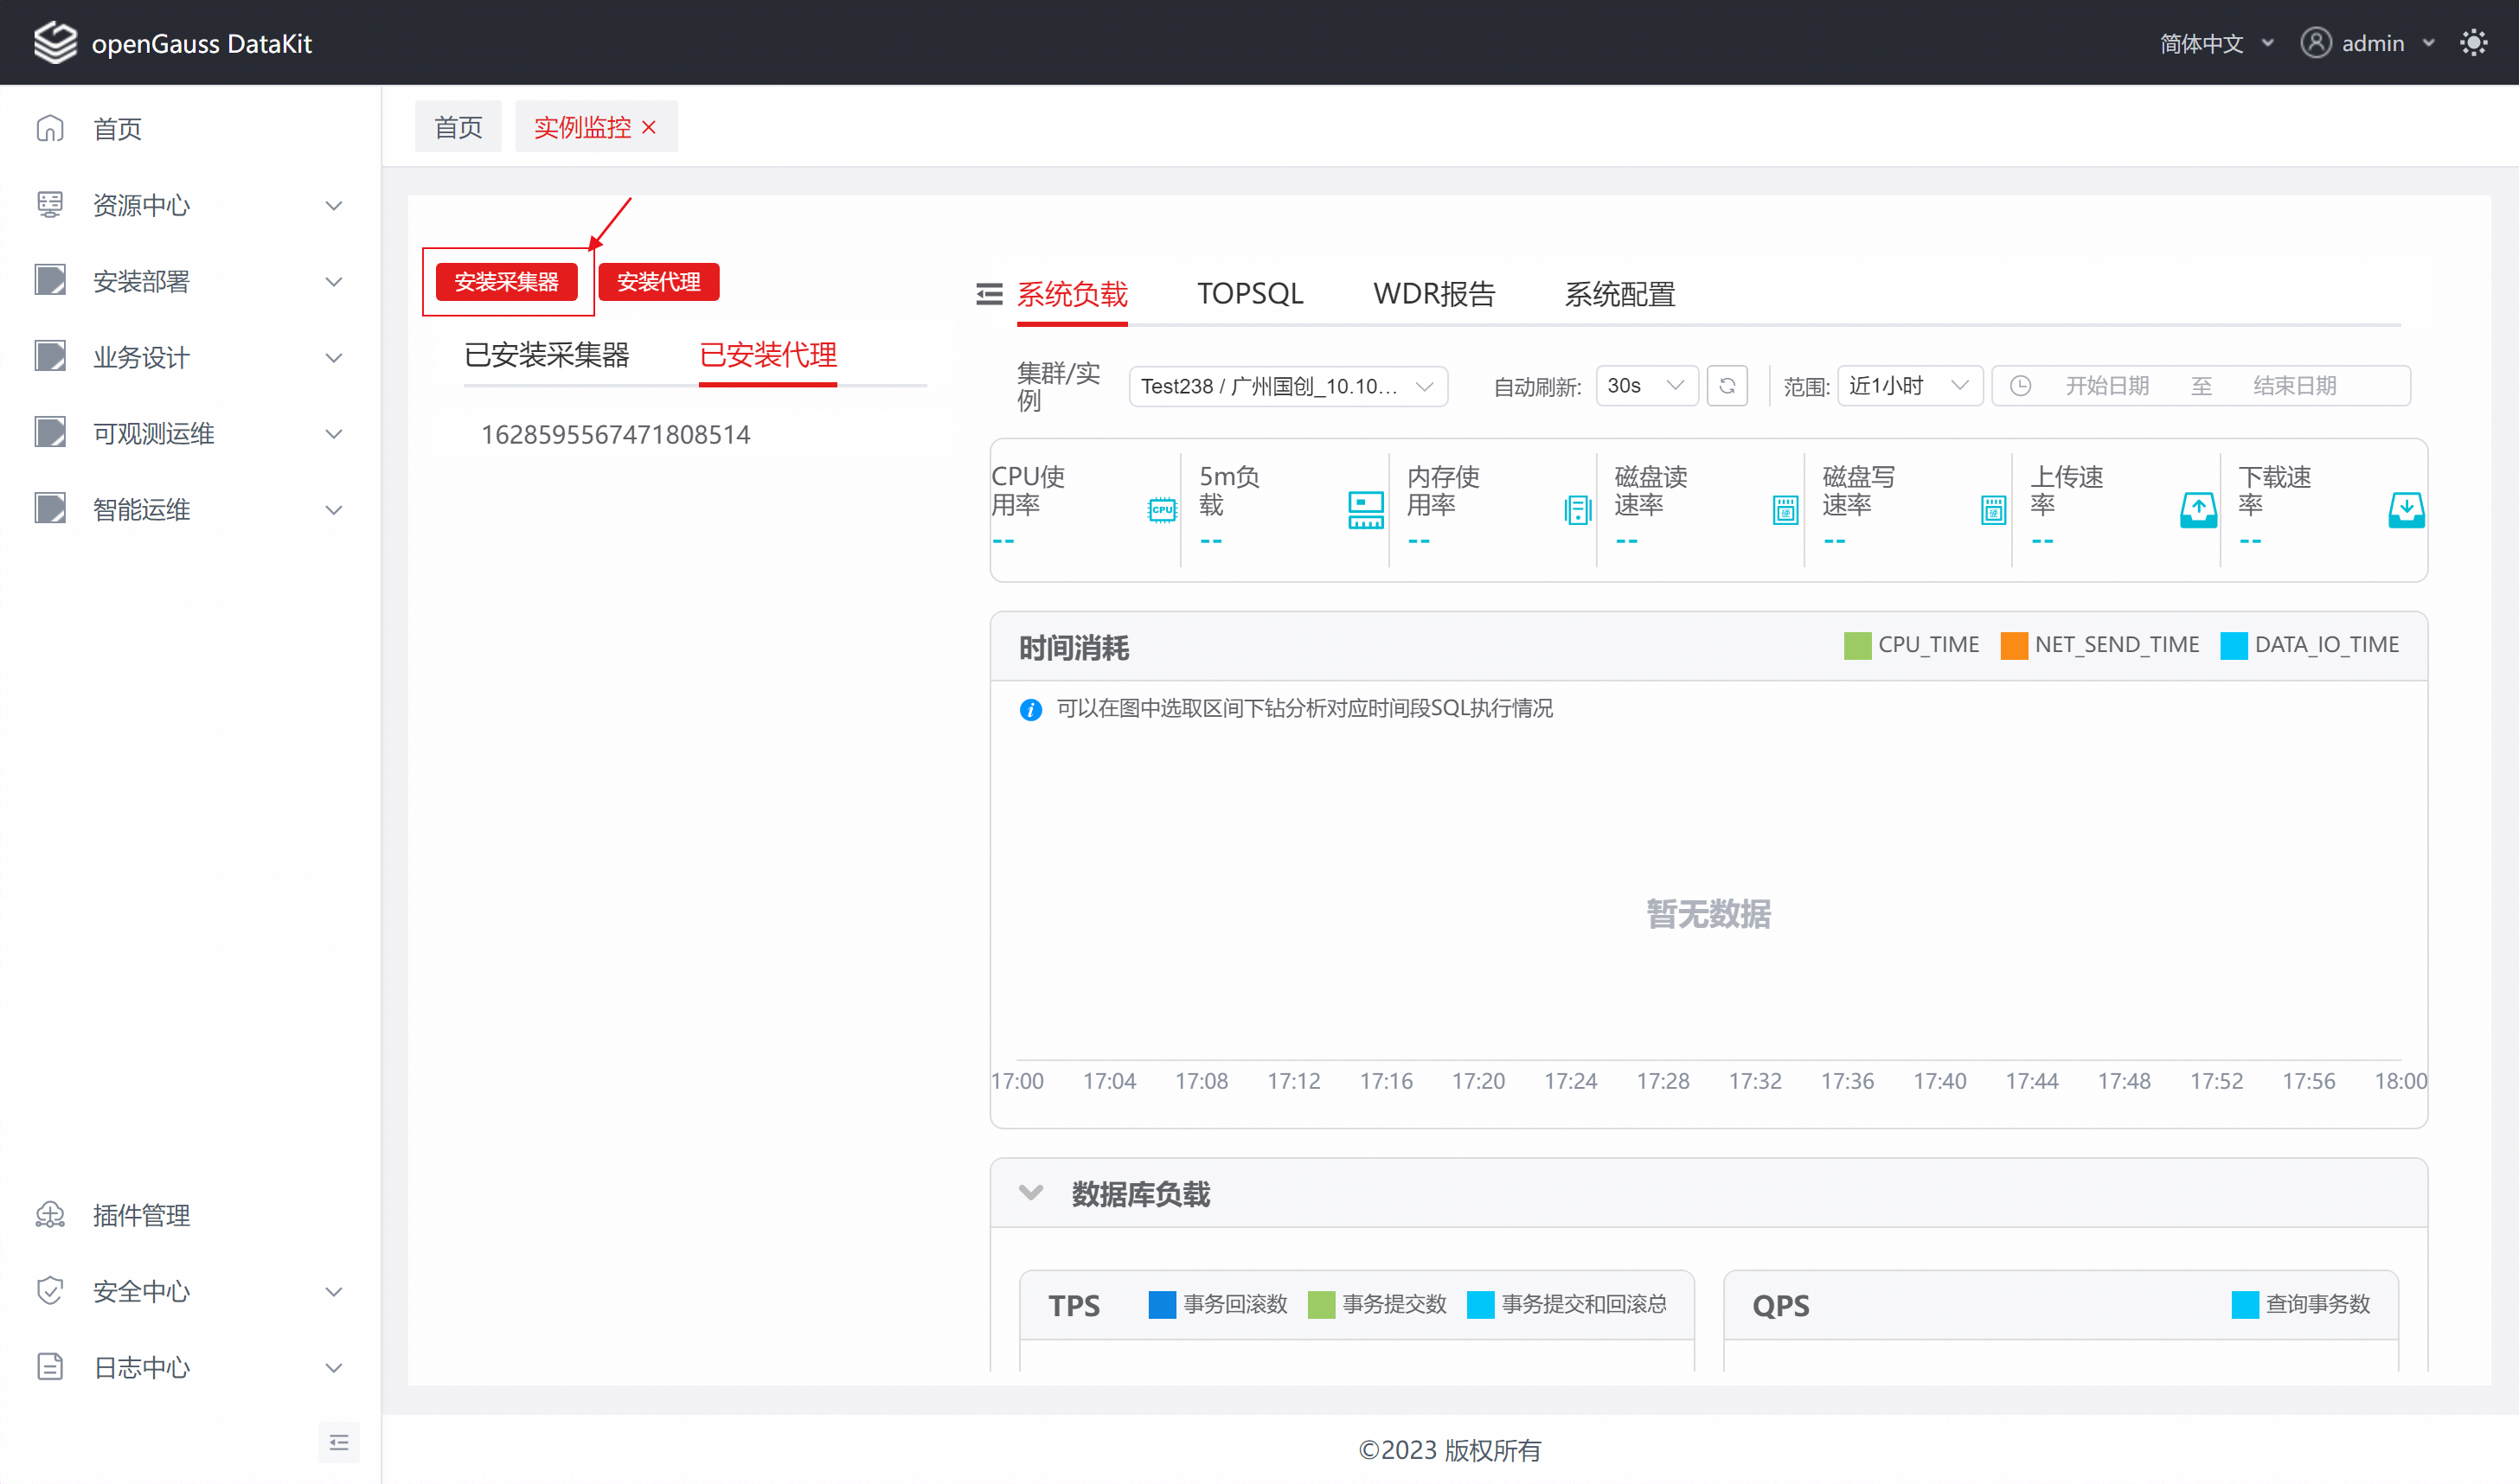 openGauss DataKit
简体中文
admin
首页
资源中心
安装部署
业务设计
可观测运维
智能运维
插件管理
安全中心
日志中心
首页
实例监控
安装采集器
安装代理
已安装采集器
已安装代理
1628595567471808514
系统负载
TOPSQL
WDR报告
系统配置
集群/实
例
Test238 / 广州国创_10.10...
自动刷新:
30s
范围:
近1小时
开始日期
至
结束日期
CPU使
用率
CPU
--
5m负
载
--
内存使
用率
--
磁盘读
速率
硬
--
磁盘写
速率
硬
--
上传速
率
--
下载速
率
--
时间消耗
CPU_TIME
NET_SEND_TIME
DATA_IO_TIME
可以在图中选取区间下钻分析对应时间段SQL执行情况
暂无数据
17:00 17:04 17:08 17:12 17:16 17:20 17:24 17:28 17:32 17:36 17:40 17:44 17:48 17:52 17:56 18:00
数据库负载
TPS
事务回滚数
事务提交数
事务提交和回滚总
QPS
查询事务数
©2023 版权所有